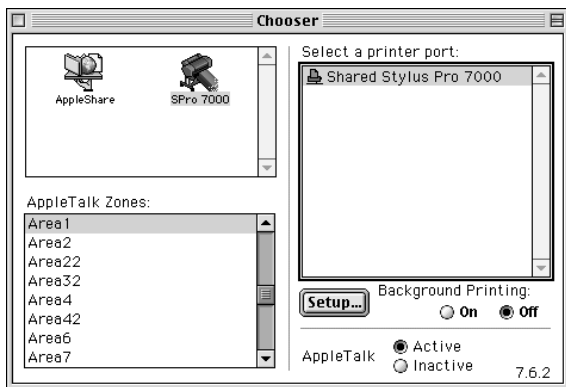 Chooser
AppleShare
SPro 7000
AppleTalk Zones:
Area1
Area2
Area22
Area32
Area4
Area42
Area6
Area7
Select a printer port:
Shared Stylus Pro 7000
Setup...
Background Printing:
On Off
AppleTalk
Active
Inactive
7.6.2